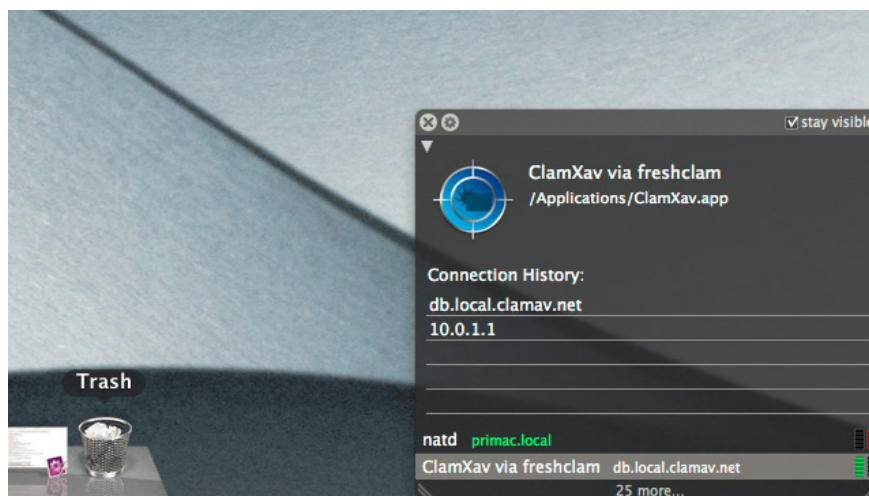 stay visible
ClamXav via freshclam
/Applications/ClamXav.app
Connection History:
db.local.clamav.net
10.0.1.1
Trash
natd primac.local
ClamXav via freshclam db.local.clamav.net
25 more...